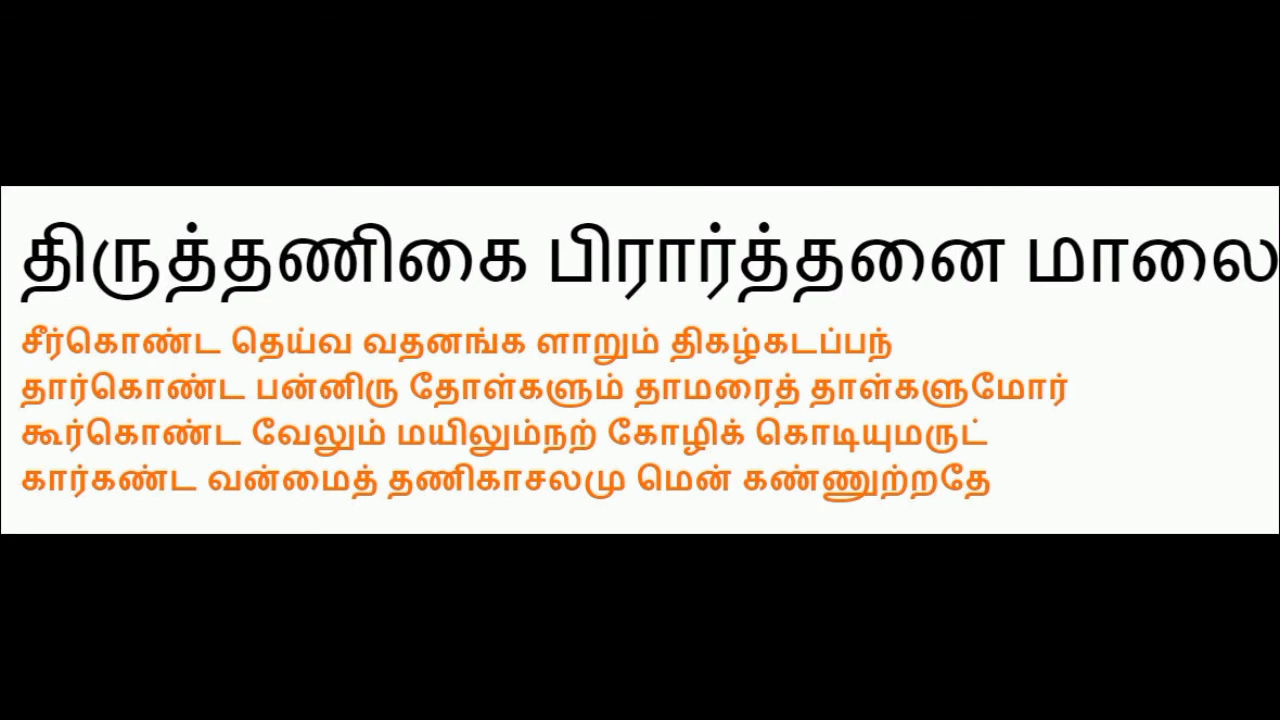 திருத்தணிகை பிரார்த்தனை மாலை
சீர்கொண்ட தெய்வ வதனங்க ளாறும் திகழ்கடப்பந்
தார்கொண்ட பன்னிரு தோள்களும் தாமரைத் தாள்களுமோர்
கூர்கொண்ட வேலும் மயிலும்நற் கோழிக் கொடியுமருட்
கார்கண்ட வன்மைத் தணிகாசலமு மென் கண்ணுற்றதே